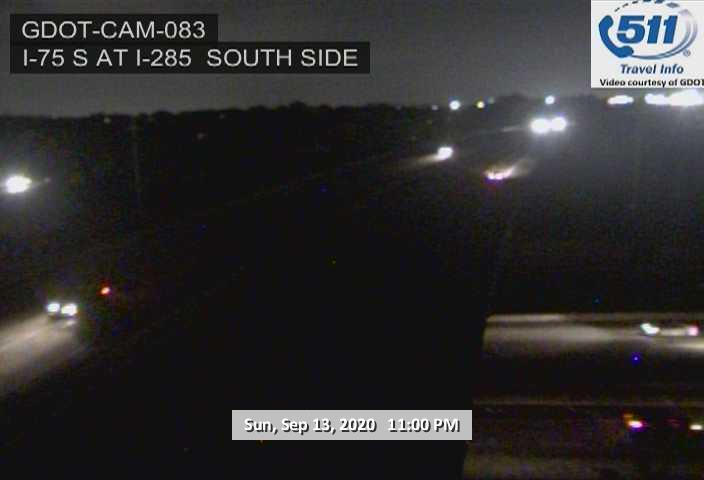 GDOT-CAM-083
I-75 S AT I-285 SOUTH SIDE
511
Travel Info
Video courtesy of GDOT
Sun, Sep 13, 2020 11:00 PM